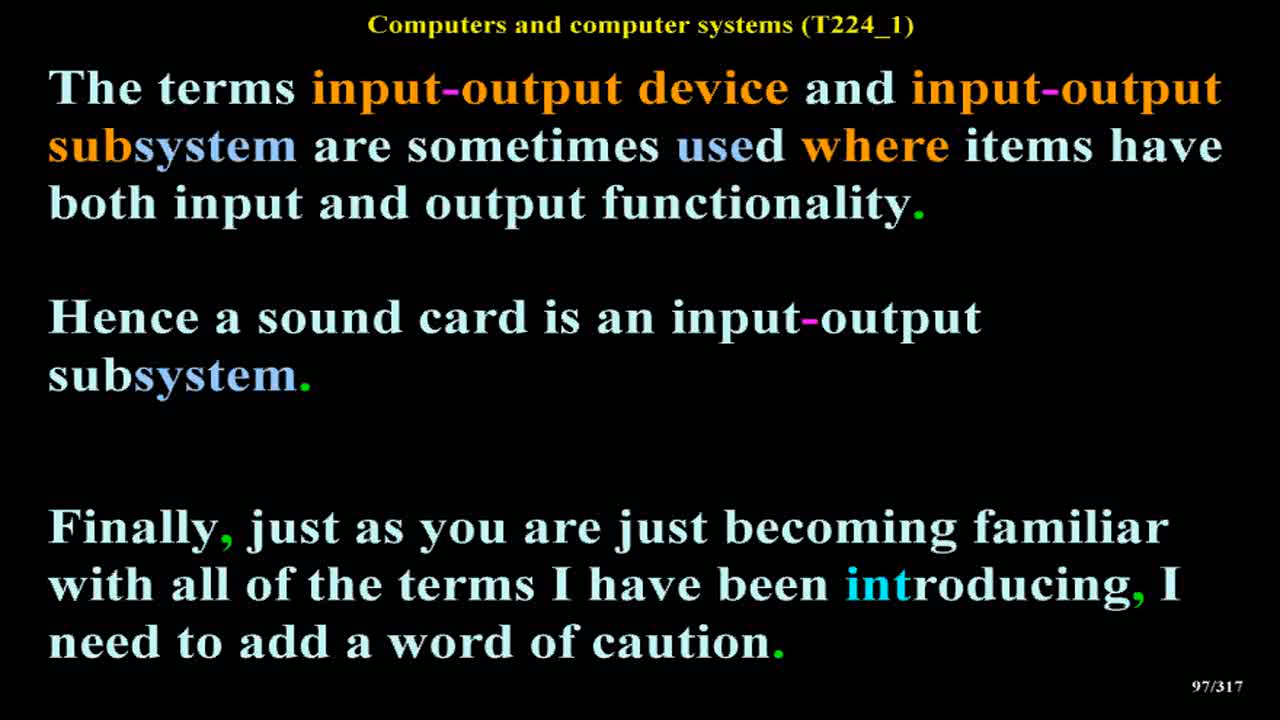 Computers and computer systems (T224_1)
The terms input-output device and input-output
subsystem are sometimes used where items have
both input and output functionality.
Hence a sound card is an input-output
subsystem.
Finally, just as you are just becoming familiar
with all of the terms I have been introducing, I
need to add a word of caution.
97/317